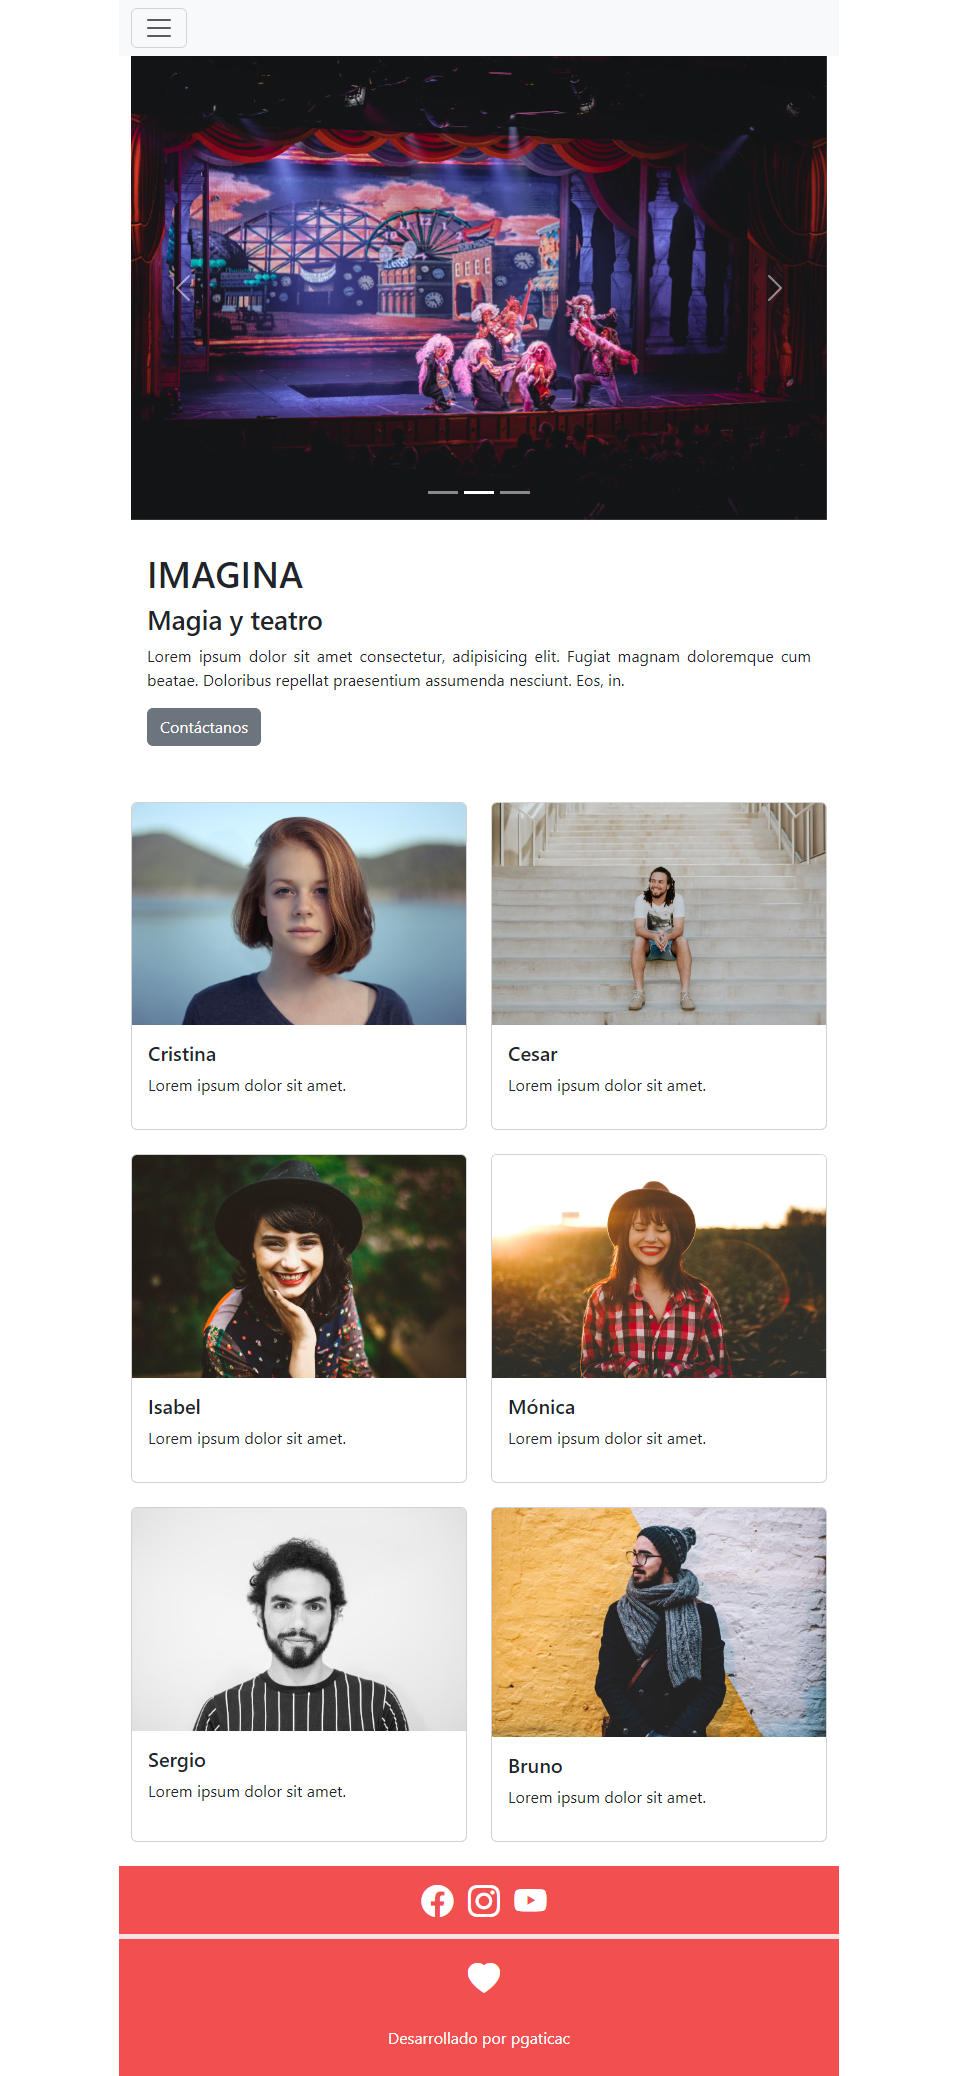 IMAGINA
Magia y teatro
Lorem ipsum dolor sit amet consectetur, adipisicing elit. Fugiat magnam doloremque cum
beatae. Doloribus repellat praesentium assumenda nesciunt. Eos, in.
Contáctanos
Cristina
Lorem ipsum dolor sit amet.
Cesar
Lorem ipsum dolor sit amet.
Isabel
Lorem ipsum dolor sit amet.
Mónica
Lorem ipsum dolor sit amet.
Sergio
Lorem ipsum dolor sit amet.
Bruno
Lorem ipsum dolor sit amet.
Desarrollado por pgaticac